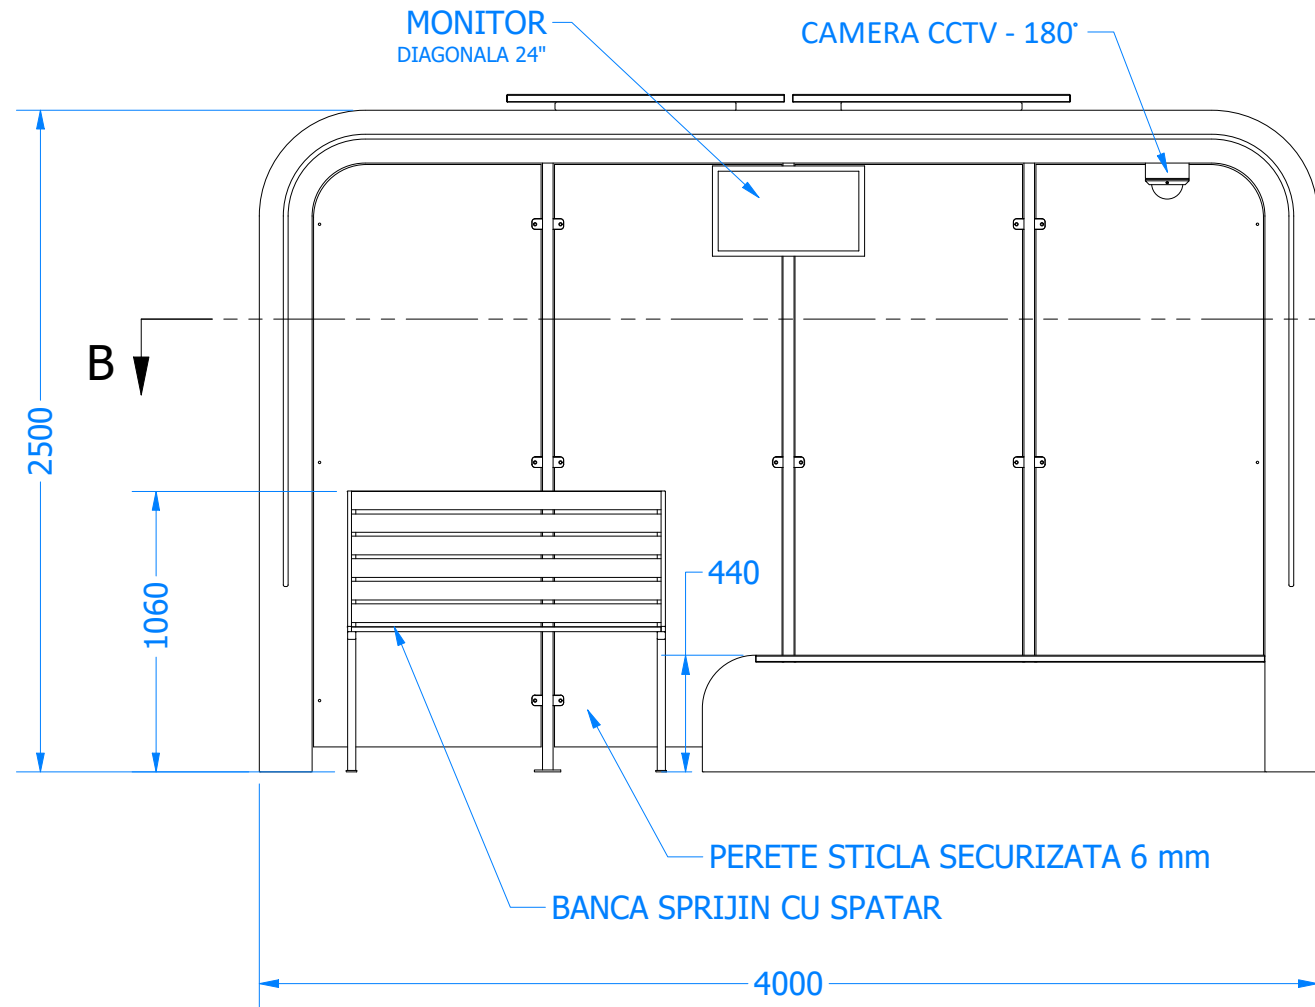 MONITOR
DIAGONALA 24"
CAMERA CCTV - 180°
B
2500
1060
440
PERETE STICLA SECURIZATA 6 mm
BANCA SPRIJIN CU SPATAR
4000